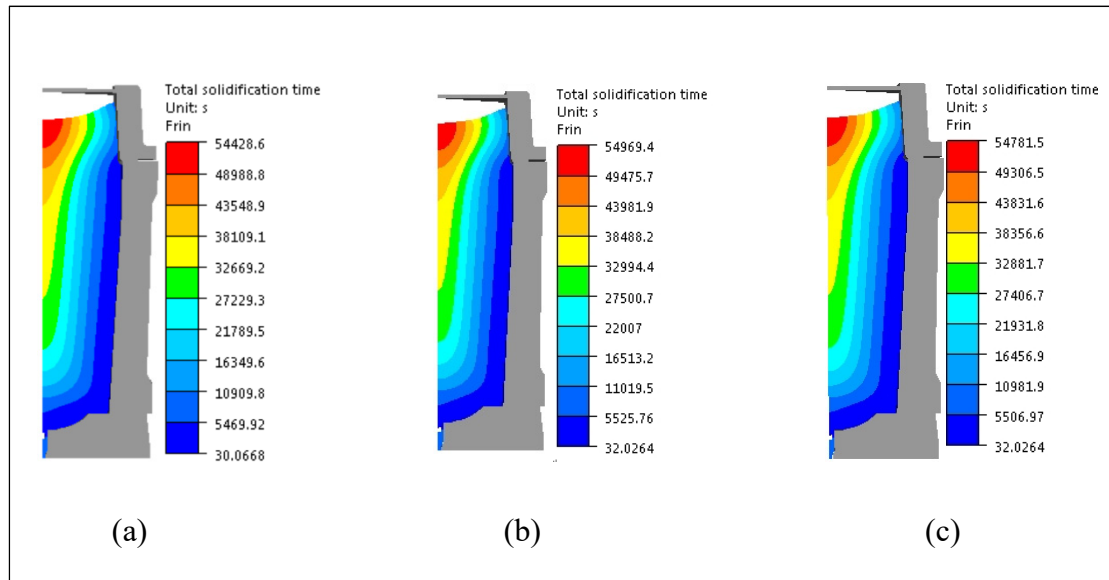 Total solidification time
Unit: s
Frin
54428.6
48988.8
43548.9
38109.1
32669.2
27229.3
21789.5
16349.6
10909.8
5469.92
30.0668
(a)
Total solidification time
Unit: s
Frin
54969.4
49475.7
43981.9
38488.2
32994.4
27500.7
22007
16513.2
11019.5
5525.76
32.0264
(b)
Total solidification time
Unit: s
Frin
54781.5
49306.5
43831.6
38356.6
32881.7
27406.7
21931.8
16456.9
10981.9
5506.97
32.0264
(c)